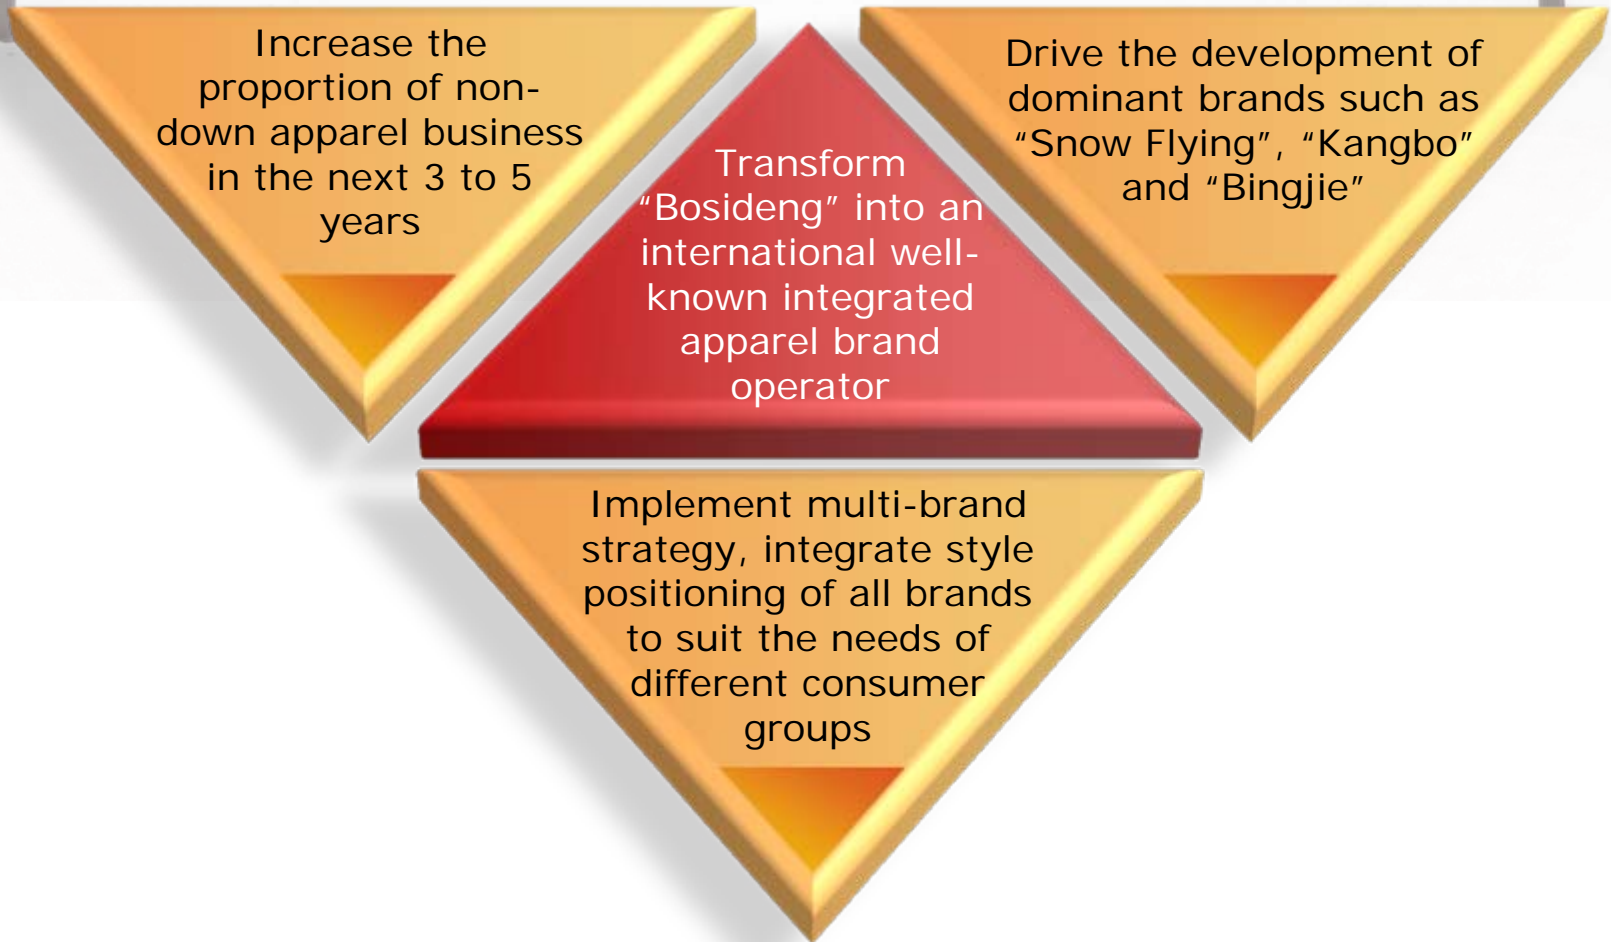 Increase the
proportion of non-
down apparel business
in the next 3 to 5
years
Transform
“Bosideng” into an
international well-
known integrated
apparel brand
operator
Drive the development of
dominant brands such as
“Snow Flying”, “Kangbo”
and “Bingjie”
Implement multi-brand
strategy, integrate style
positioning of all brands
to suit the needs of
different consumer
groups